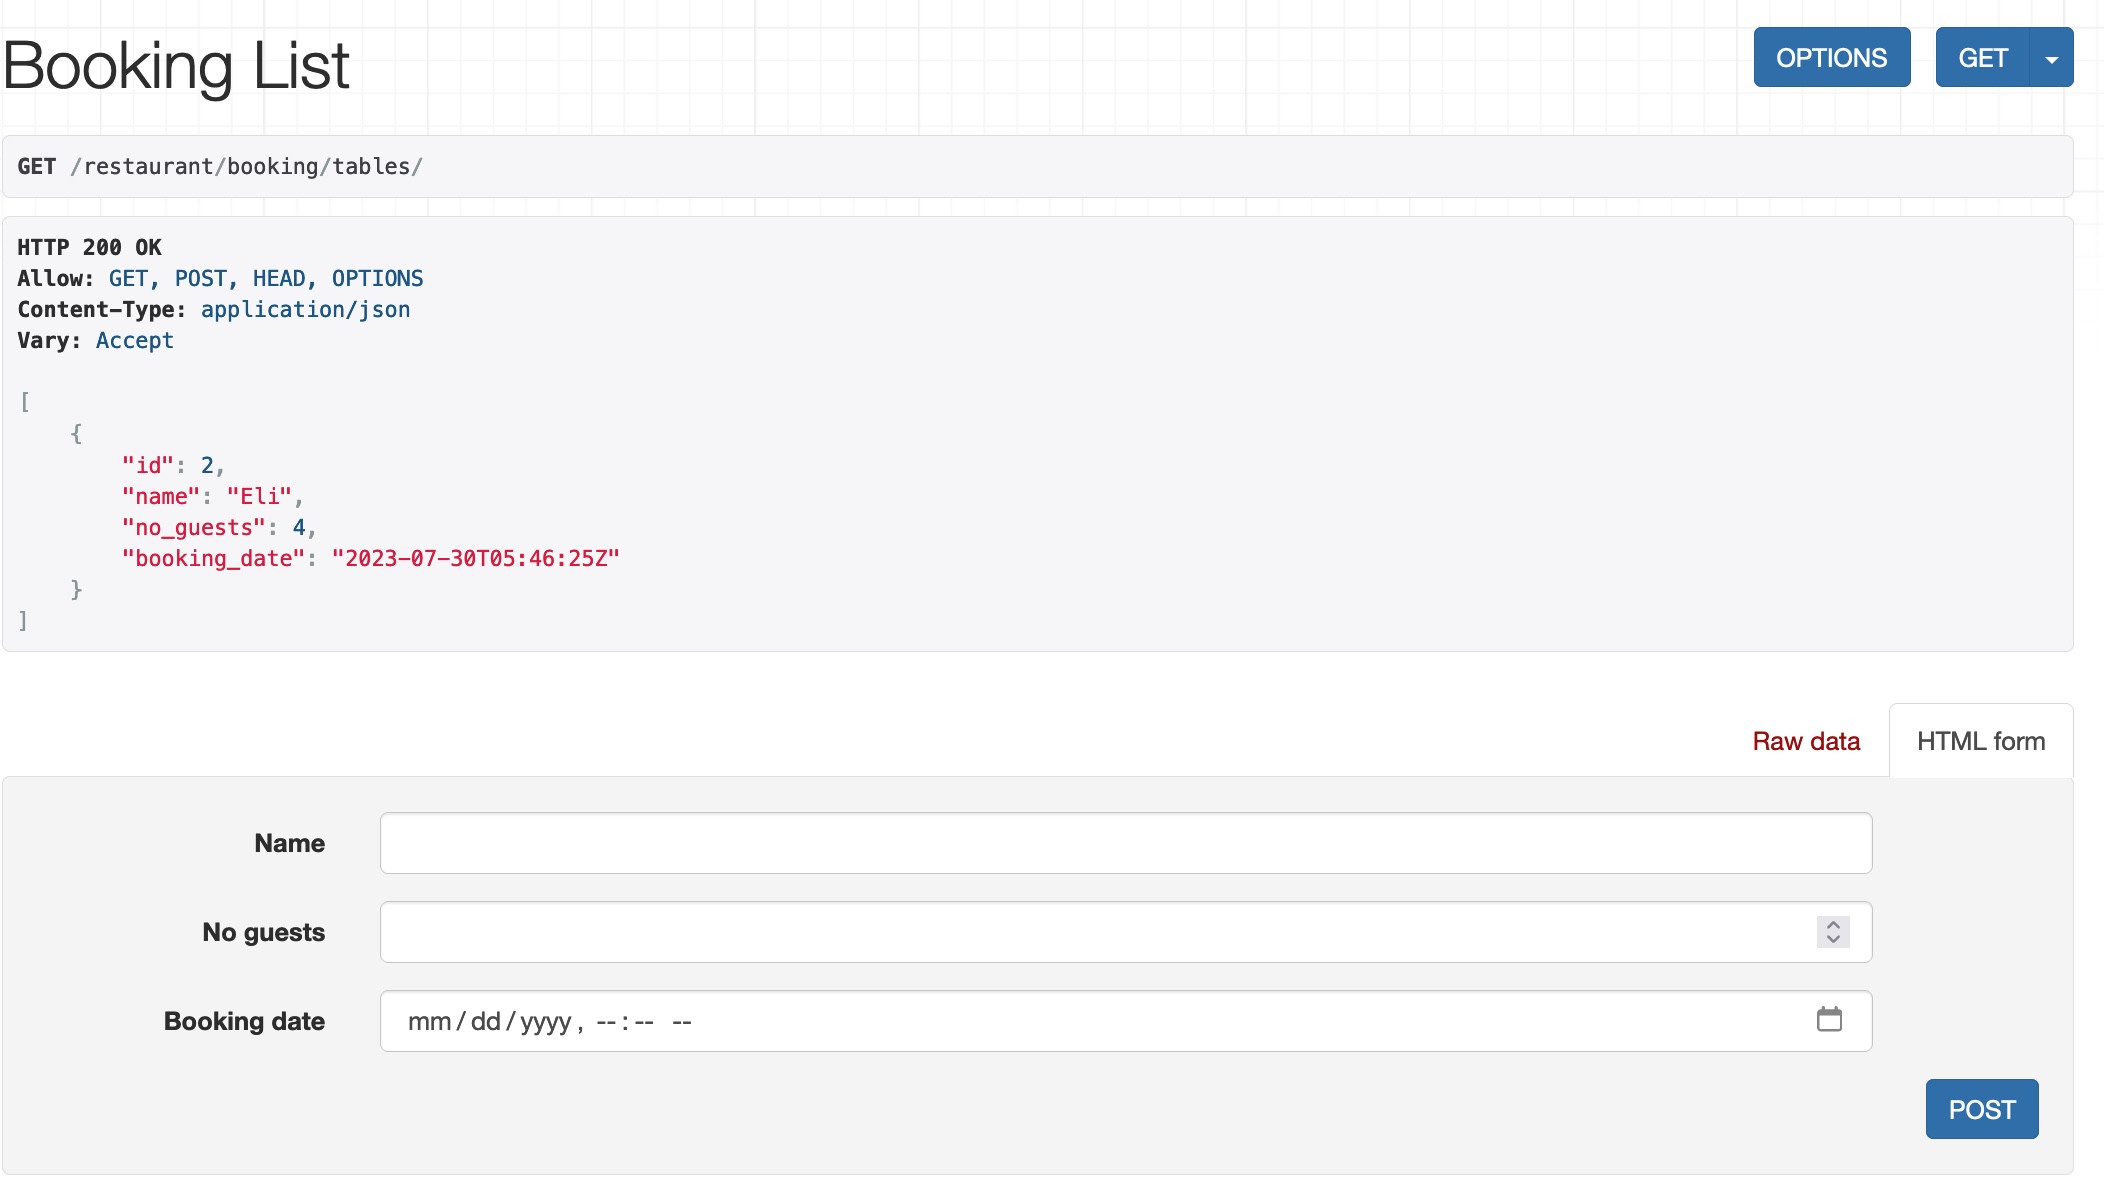 Booking List
OPTIONS
GET
GET /restaurant/booking/tables/
HTTP 200 OK
Allow: GET, POST, HEAD, OPTIONS
Content-Type: application/json
Vary: Accept
[
    {
        "id": 2,
        "name": "Eli",
        "no_guests": 4,
        "booking_date": "2023-07-30T05:46:25Z"
    }
]
Raw data
HTML form
Name
No guests
Booking date
mm/dd/yyyy, --:-- --
POST